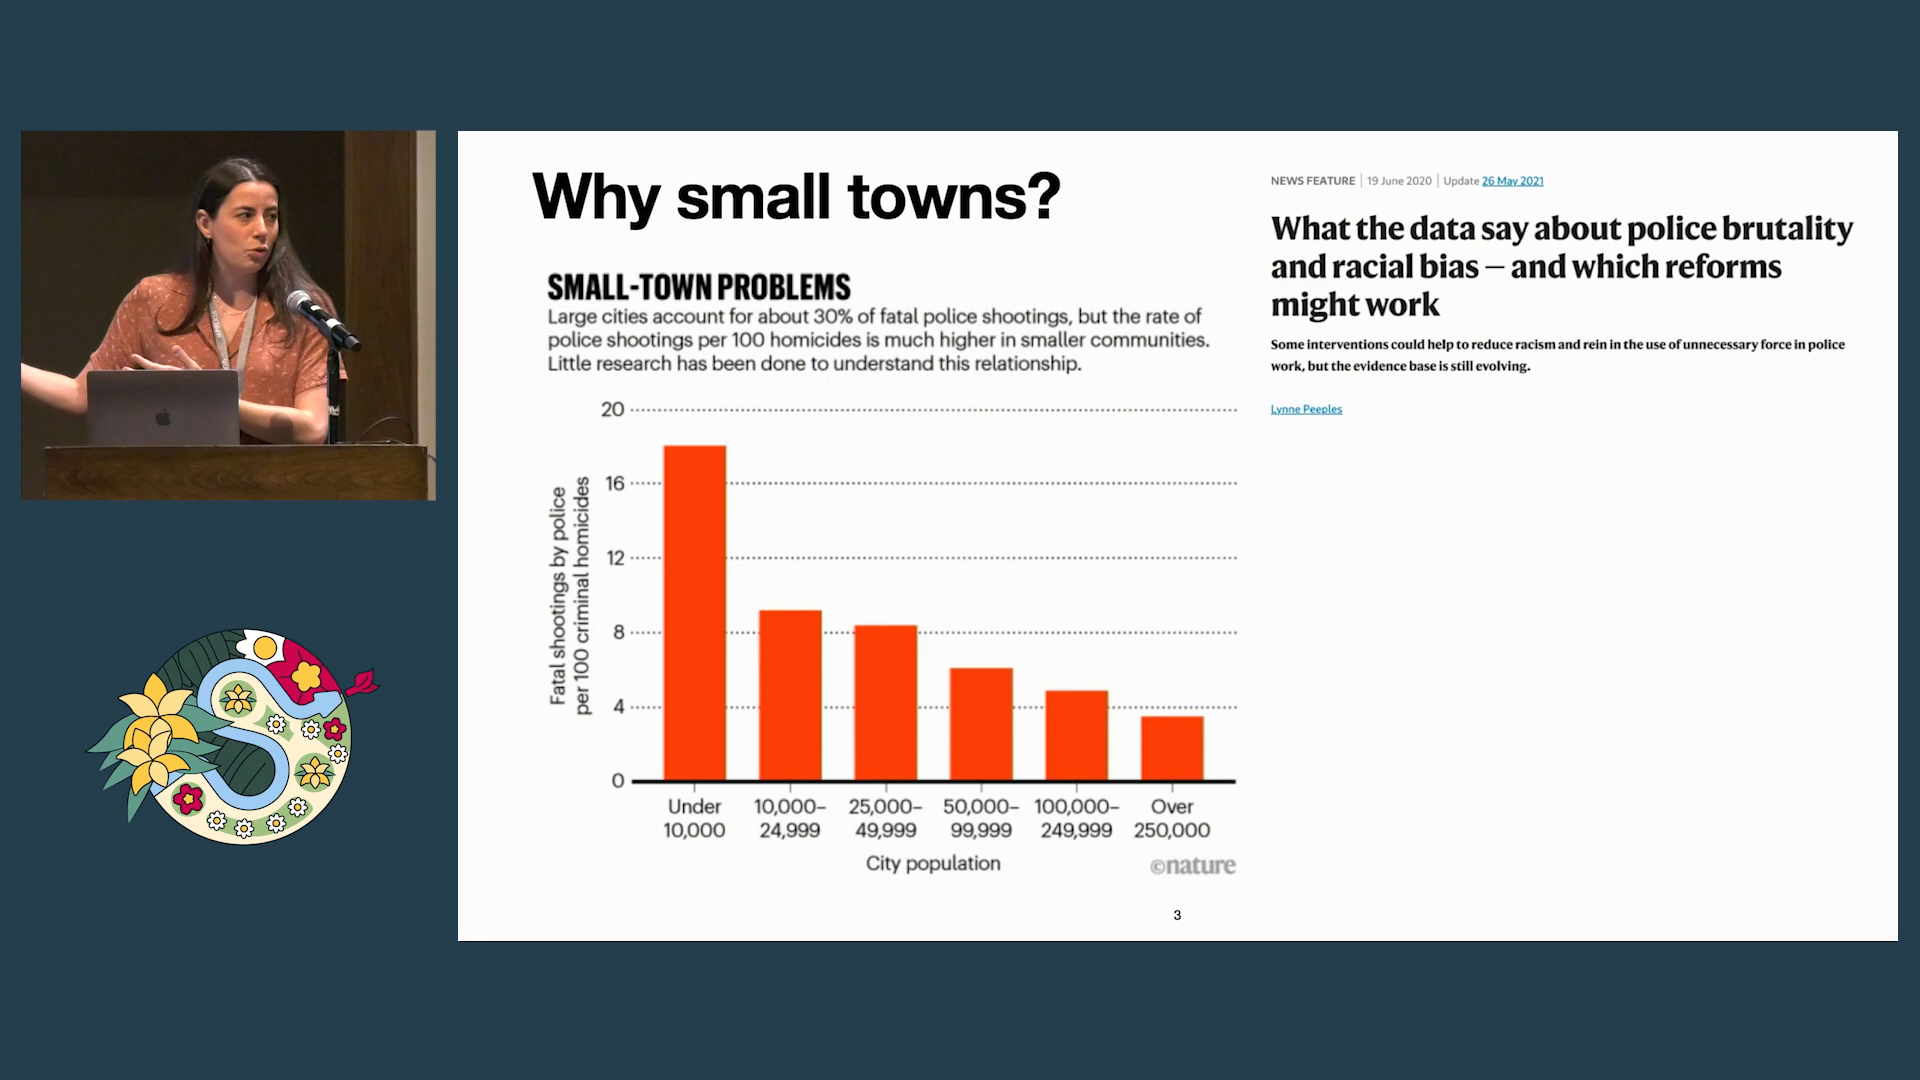 Why small towns?
SMALL-TOWN PROBLEMS
Large cities account for about 30% of fatal police shootings, but the rate of
police shootings per 100 homicides is much higher in smaller communities.
Little research has been done to understand this relationship.
Fatal shootings by police
per 100 criminal homicides
20
16
12
8
4
0
Under
10,000
10,000–
24,999
25,000–
49,999
50,000–
99,999
100,000–
249,999
Over
250,000
City population
©nature
NEWS FEATURE | 19 June 2020 | Update 26 May 2021
What the data say about police brutality
and racial bias — and which reforms
might work
Some interventions could help to reduce racism and rein in the use of unnecessary force in police
work, but the evidence base is still evolving.
Lynne Peeples
3